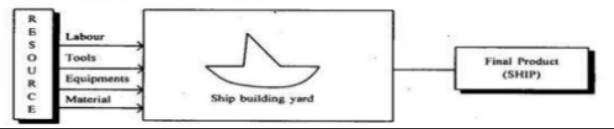 RESOURCE
Labour
Tools
Equipments
Material
Ship building yard
Final Product
(SHIP)